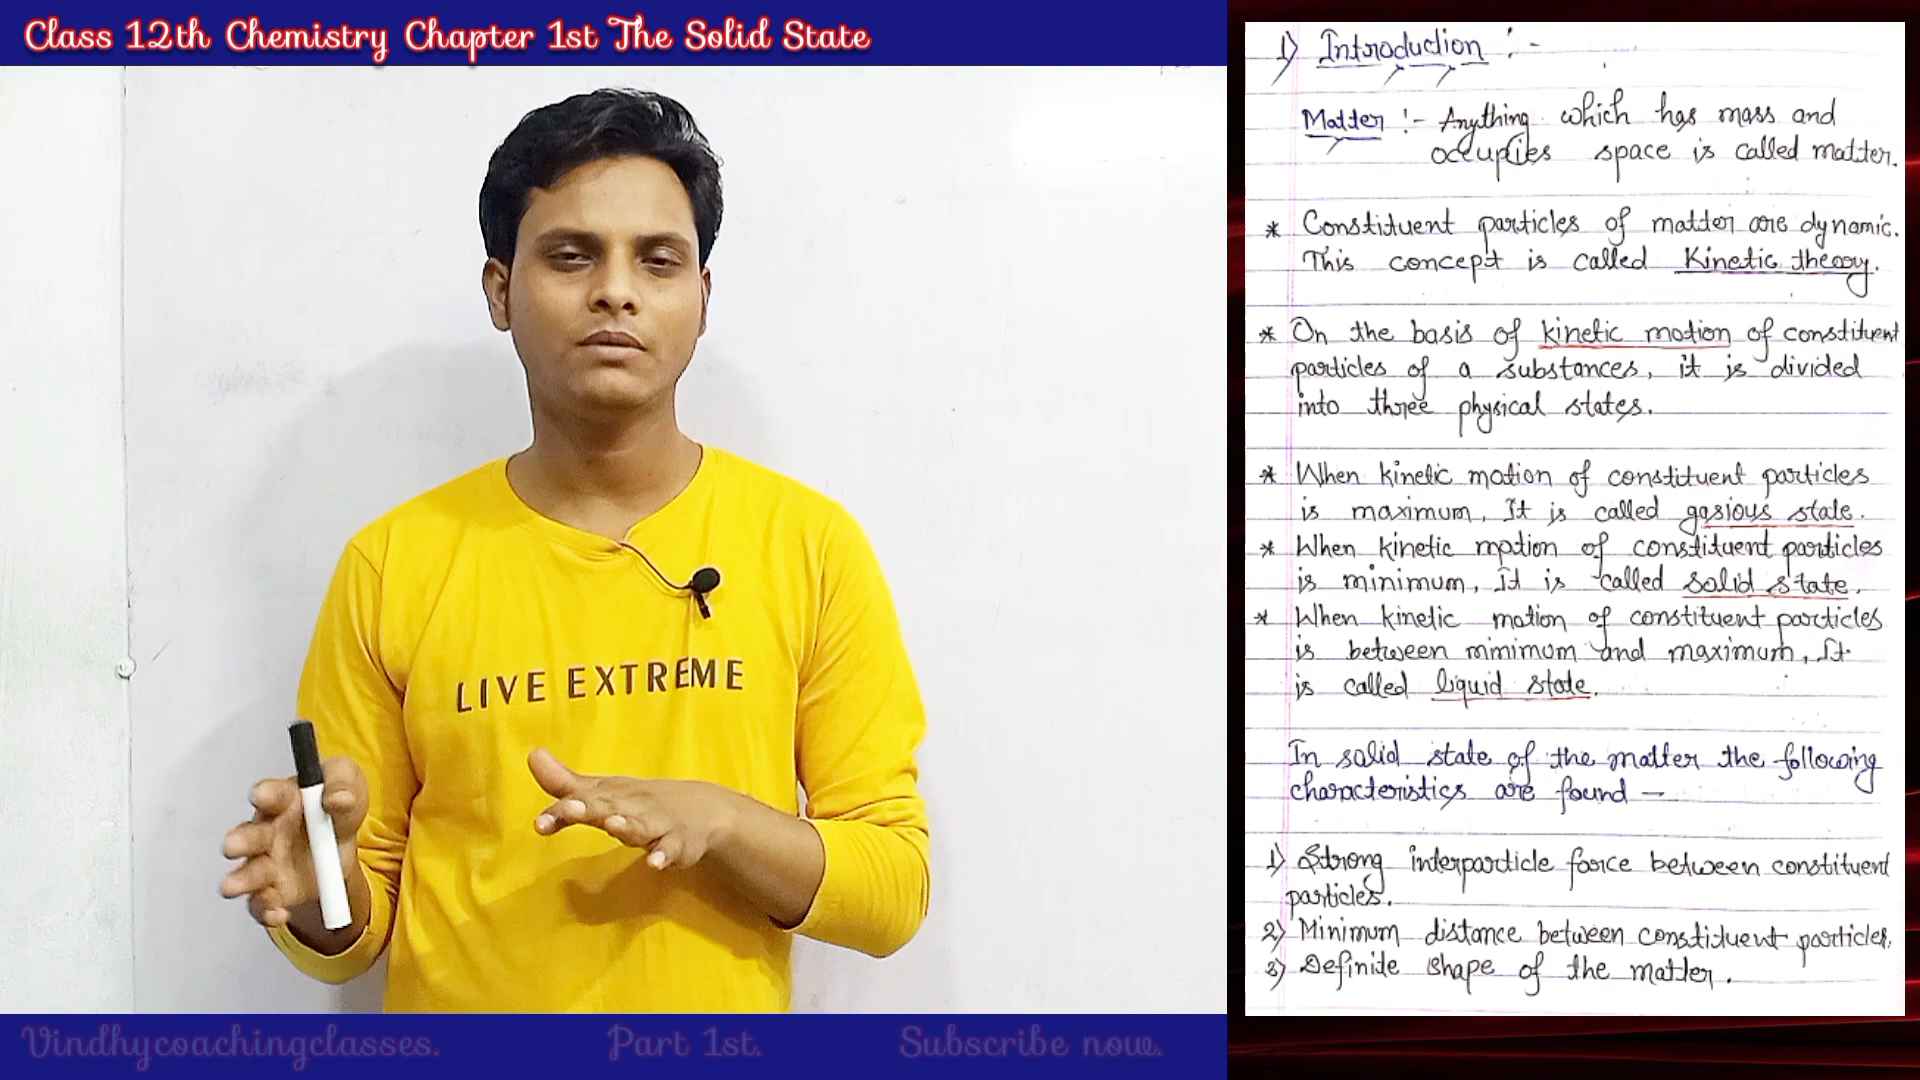 Class 12th Chemistry Chapter 1st The Solid State
LIVE EXTREME
Vindhycoachingclasses.
Part 1st.
Subscribe now.
1) Introduction :-
Matter :- Anything which has mass and
occupies space is called matter.
* Constituent particles of matter are dynamic.
This concept is called Kinetic theory.
* On the basis of kinetic motion of constituent
particles of a substances, it is divided
into three physical states.
* When kinetic motion of constituent particles
is maximum, It is called gasious state.
* When kinetic motion of constituent particles
is minimum, it is called solid state.
* When kinetic motion of constituent particles
is between minimum and maximum, It
is called liquid state.
In solid state of the matter the following
characteristics are found —
1) Strong interparticle force between constituent
particles.
2) Minimum distance between constituent particles.
3) Definite shape of the matter.